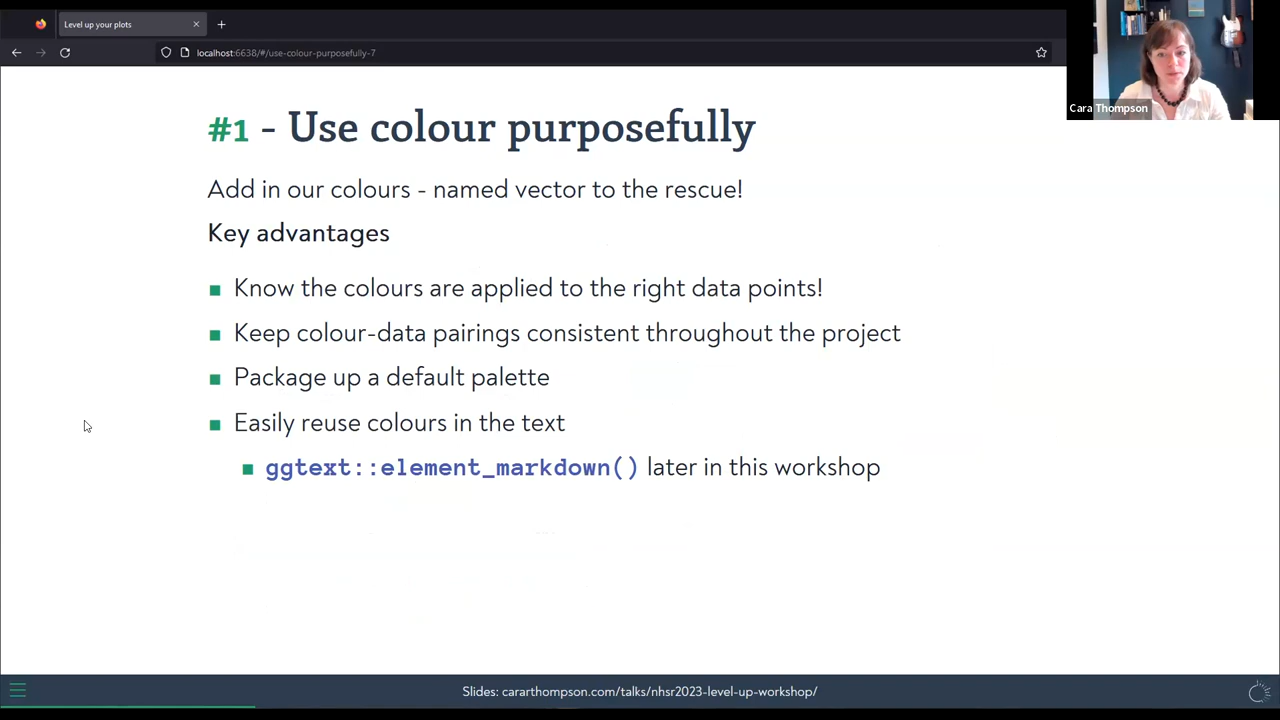 Level up your plots
localhost:6638/#/use-colour-purposefully-7
Cara Thompson
#1 - Use colour purposefully
Add in our colours - named vector to the rescue!
Key advantages
Know the colours are applied to the right data points!
Keep colour-data pairings consistent throughout the project
Package up a default palette
Easily reuse colours in the text
ggtext::element_markdown() later in this workshop
Slides: cararthompson.com/talks/nhsr2023-level-up-workshop/